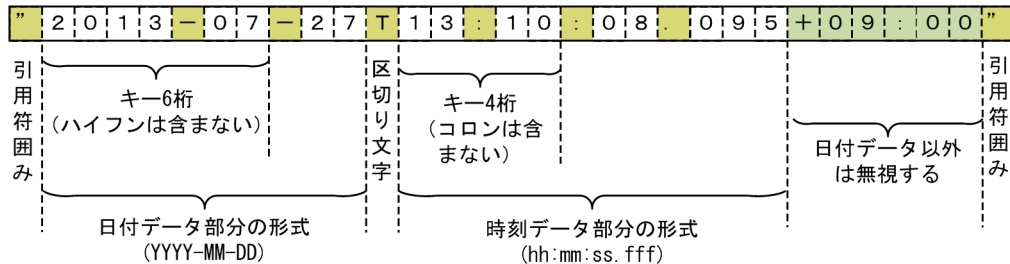 ”2013-07-27T13:10:08.095+09:00”
引用符囲み
キー6桁
(ハイフンは含まない)
区切り文字
キー4桁
(コロンは含
まない)
日付データ以外
は無視する
引用符囲み
日付データ部分の形式
(YYYY-MM-DD)
時刻データ部分の形式
(hh:mm:ss.fff)